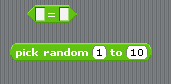 =
pick random 1 to 10